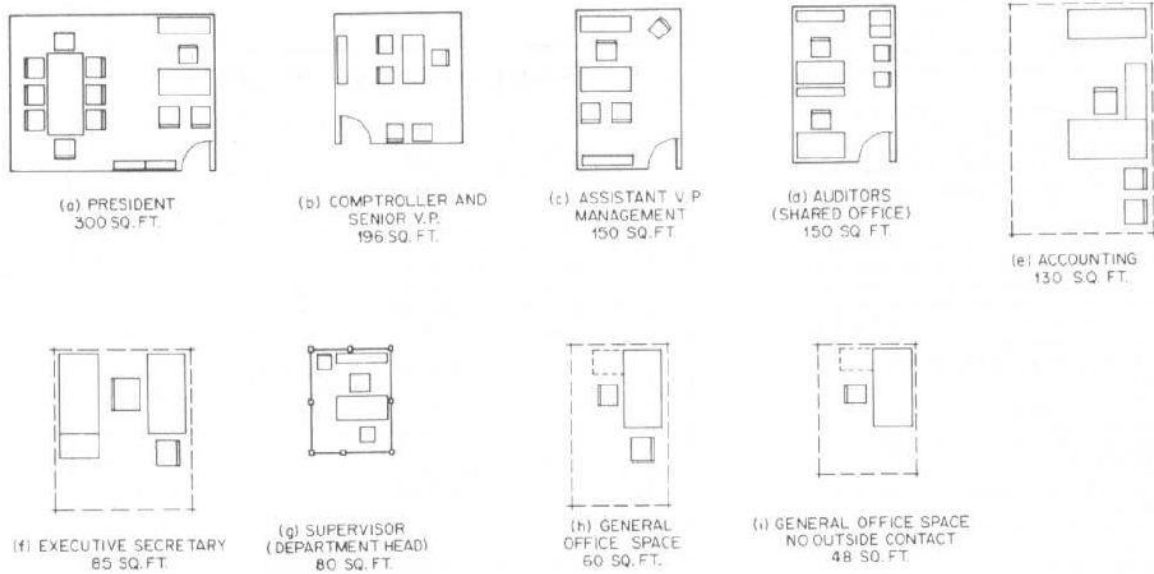 (a) PRESIDENT
300 SQ. FT.
(b) COMPTROLLER AND
SENIOR V.P.
196 SQ. FT.
(c) ASSISTANT V P
MANAGEMENT
150 SQ. FT.
(d) AUDITORS
(SHARED OFFICE)
150 SQ. FT.
(e) ACCOUNTING
130 SQ. FT.
(f) EXECUTIVE SECRETARY
85 SQ. FT.
(g) SUPERVISOR
(DEPARTMENT HEAD)
80 SQ. FT.
(h) GENERAL
OFFICE SPACE
60 SQ. FT.
(i) GENERAL OFFICE SPACE
NO OUTSIDE CONTACT
48 SQ. FT.